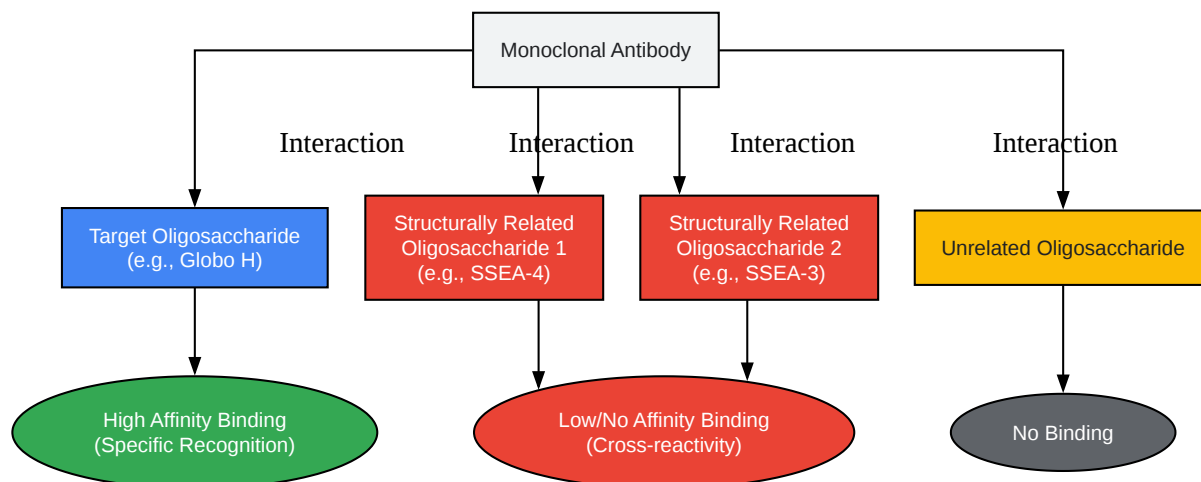 Monoclonal Antibody
Interaction
Interaction
Interaction
Interaction
Target Oligosaccharide
(e.g., Globo H)
Structurally Related
Oligosaccharide 1
(e.g., SSEA-4)
Structurally Related
Oligosaccharide 2
(e.g., SSEA-3)
Unrelated Oligosaccharide
High Affinity Binding
(Specific Recognition)
Low/No Affinity Binding
(Cross-reactivity)
No Binding